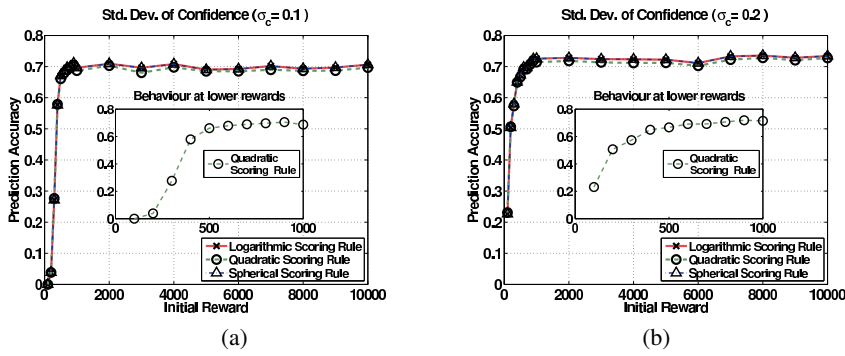 Std. Dev. of Confidence (σc= 0.1)
Prediction Accuracy
0.8
0.7
0.6
0.5
0.4
0.3
0.2
0.1
0
0 2000 4000 6000 8000 10000
Initial Reward
Behaviour at lower rewards
0.8
0.6
0.4
0.2
0
0 500 1000
Quadratic
Scoring Rule
Logarithmic Scoring Rule
Quadratic Scoring Rule
Spherical Scoring Rule
(a)
Std. Dev. of Confidence (σc= 0.2)
Prediction Accuracy
0.8
0.7
0.6
0.5
0.4
0.3
0.2
0.1
0
0 2000 4000 6000 8000 10000
Initial Reward
Behaviour at lower rewards
0.8
0.6
0.4
0.2
0
0 500 1000
Quadratic
Scoring Rule
Logarithmic Scoring Rule
Quadratic Scoring Rule
Spherical Scoring Rule
(b)